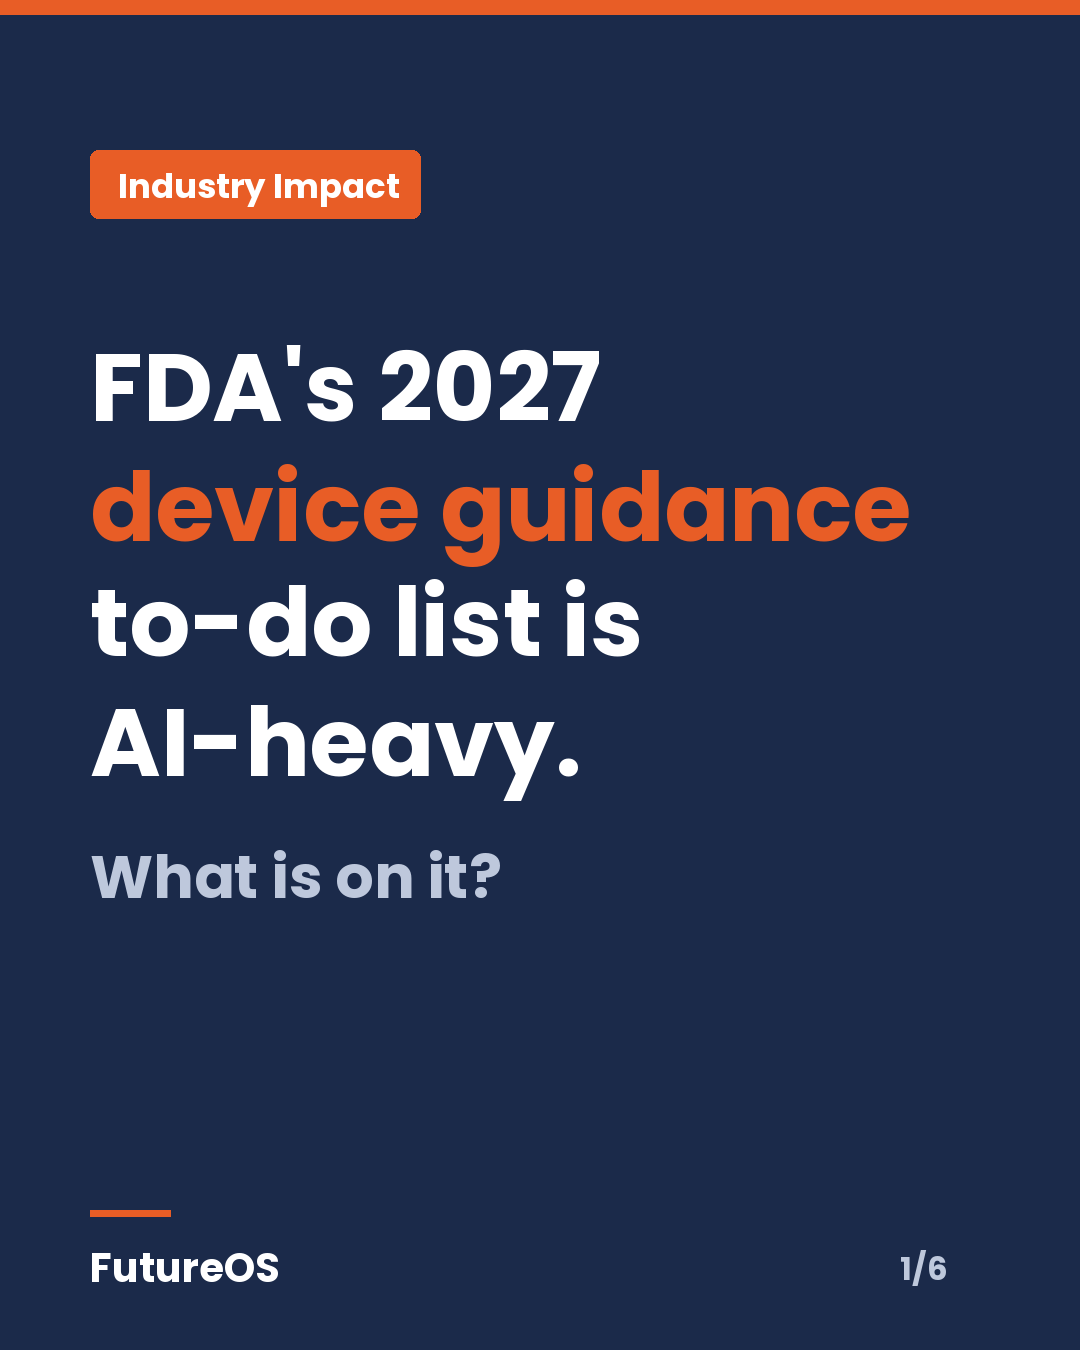 Industry Impact
FDA's 2027
device guidance
to-do list is
AI-heavy.
What is on it?
FutureOS
1/6